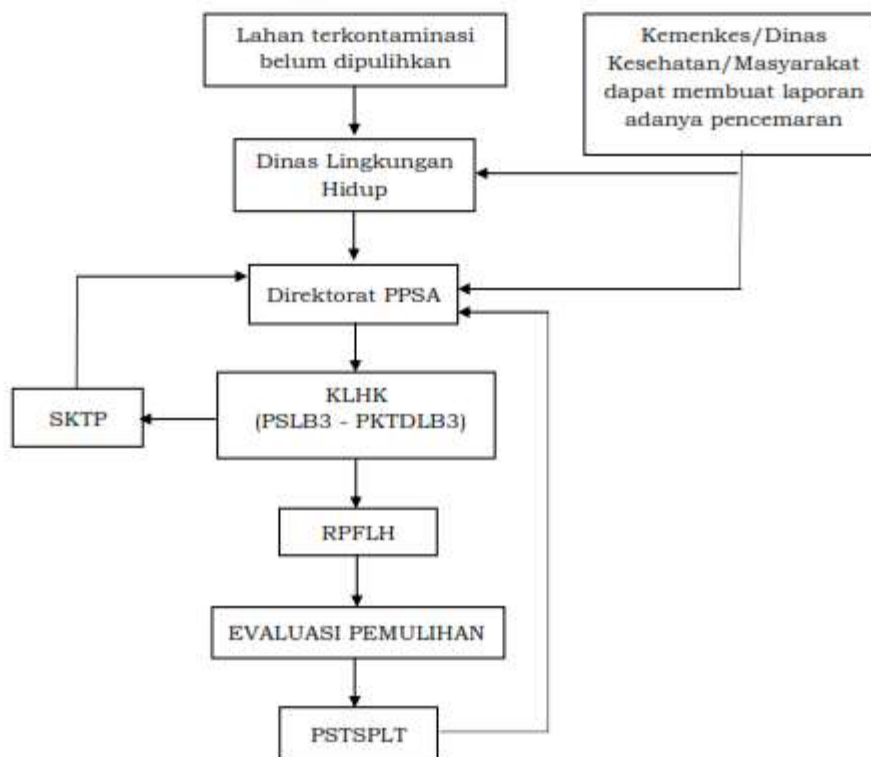 Lahan terkontaminasi
belum dipulihkan
Kemenkes/Dinas
Kesehatan/Masyarakat
dapat membuat laporan
adanya pencemaran
Dinas Lingkungan
Hidup
Direktorat PPSA
KLHK
(PSLB3 - PKTDLB3)
SKTP
RPFLH
EVALUASI PEMULIHAN
PSTSPLT